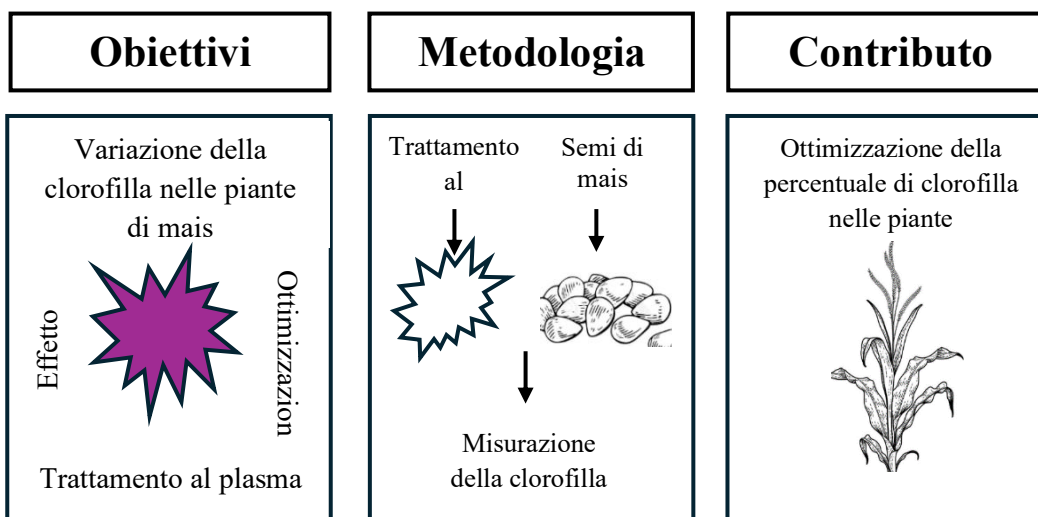 Obiettivi
Variazione della
clorofilla nelle piante
di mais
Effetto
Ottimizzazion
Trattamento al plasma
Metodologia
Trattamento
al
Semi di
mais
Misurazione
della clorofilla
Contributo
Ottimizzazione della
percentuale di clorofilla
nelle piante